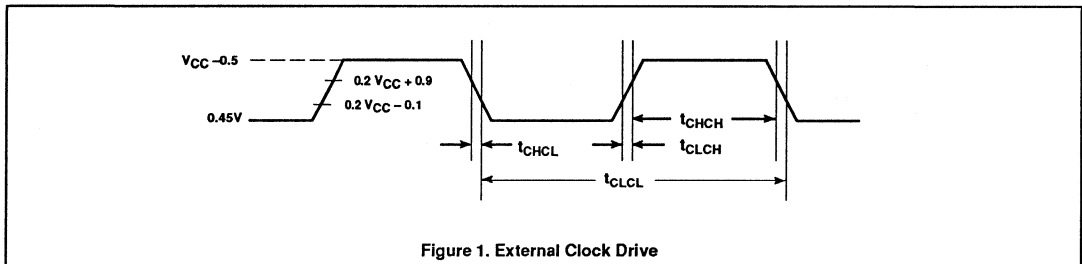 VCC –0.5
0.2 VCC + 0.9
0.2 VCC – 0.1
0.45V
tCHCH
tCHCL
tCLCH
tCLCL
Figure 1. External Clock Drive